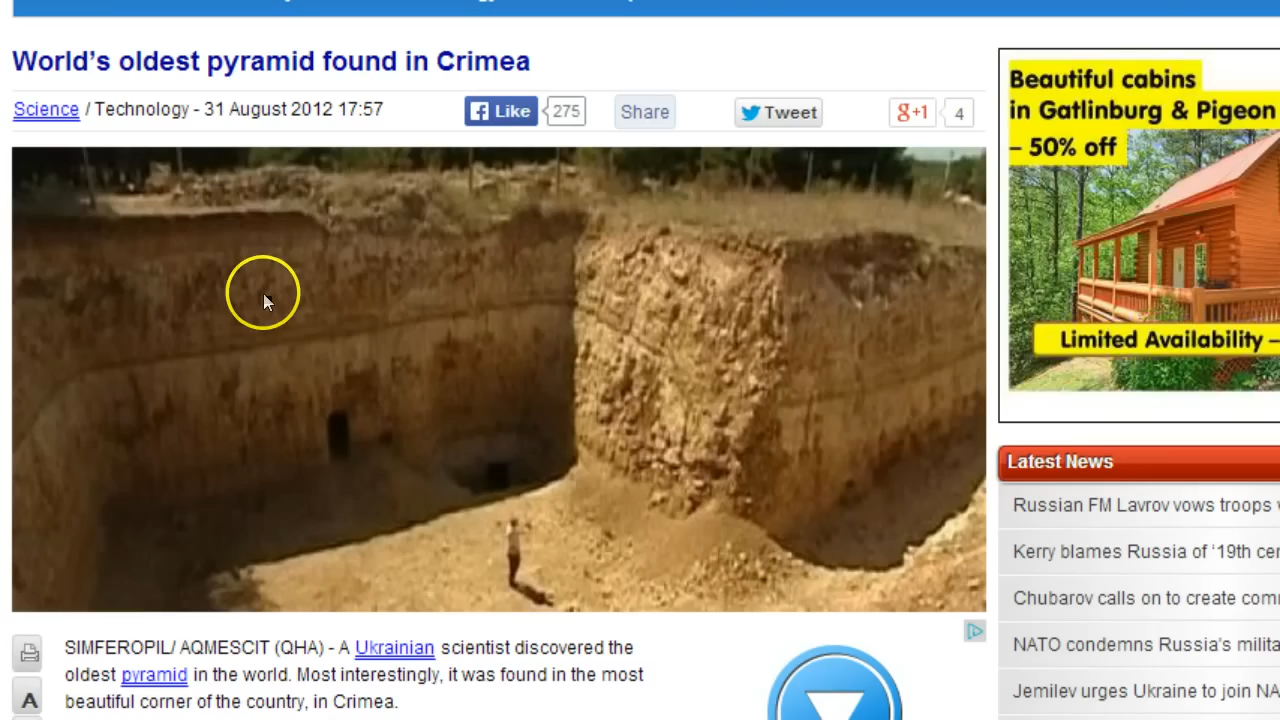 World’s oldest pyramid found in Crimea
Science / Technology - 31 August 2012 17:57
Like
275
Share
Tweet
g+1
4
SIMFEROPIL/ AQMESCIT (QHA) - A Ukrainian scientist discovered the
oldest pyramid in the world. Most interestingly, it was found in the most
beautiful corner of the country, in Crimea.
A
Beautiful cabins
in Gatlinburg & Pigeon
– 50% off
Limited Availability –
Latest News
Russian FM Lavrov vows troops
Kerry blames Russia of ‘19th
Chubarov calls on to create
NATO condemns Russia's
Jemilev urges Ukraine to join